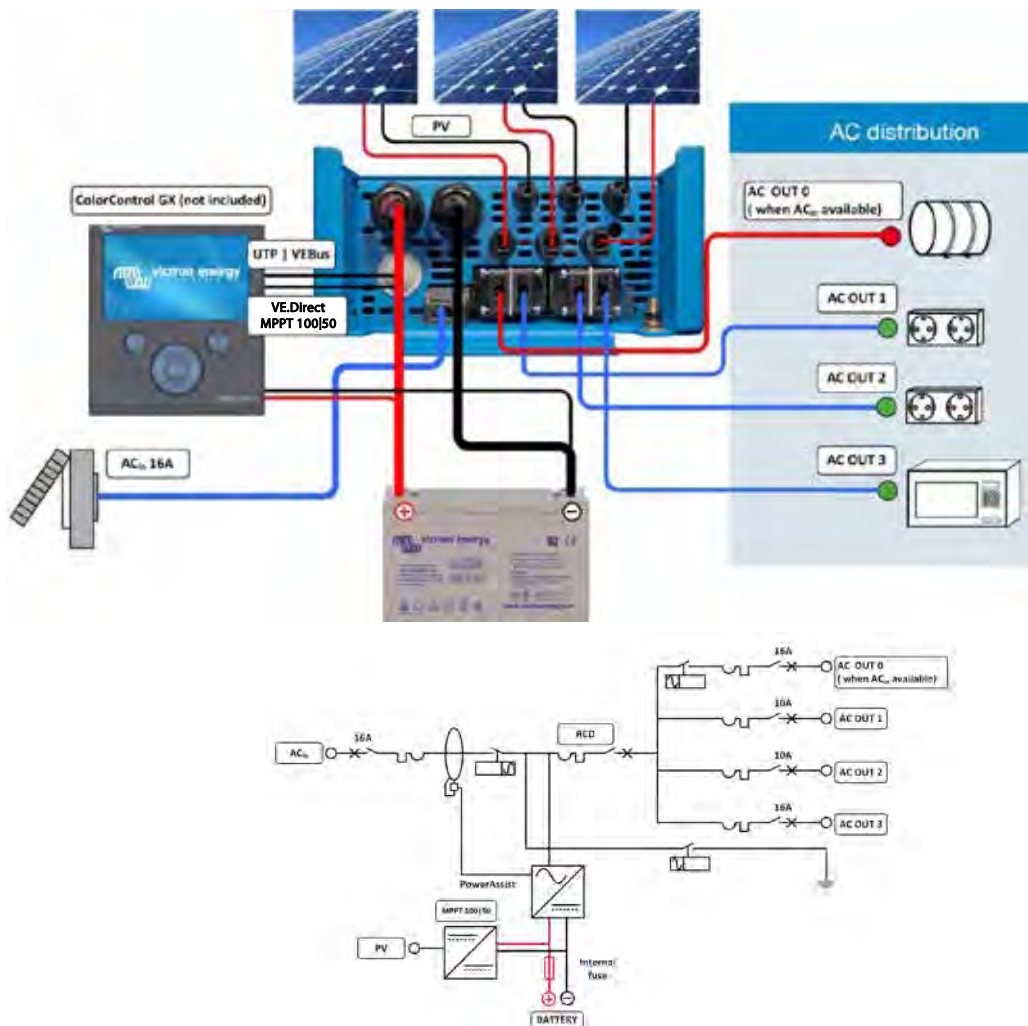 PV
AC distribution
ColorControl GX (not included)
AC OUT 0
( when ACin available)
UTP | VEBus
victron energy
VE.Direct
MPPT 100|50
AC OUT 1
AC OUT 2
ACin 16A
AC OUT 3
+
−
victron energy
16A
AC OUT 0
( when ACin available)
10A
AC OUT 1
16A
RCD
ACin
10A
AC OUT 2
16A
AC OUT 3
PowerAssist
MPPT 100|50
PV
Internal
fuse
+
−
BATTERY